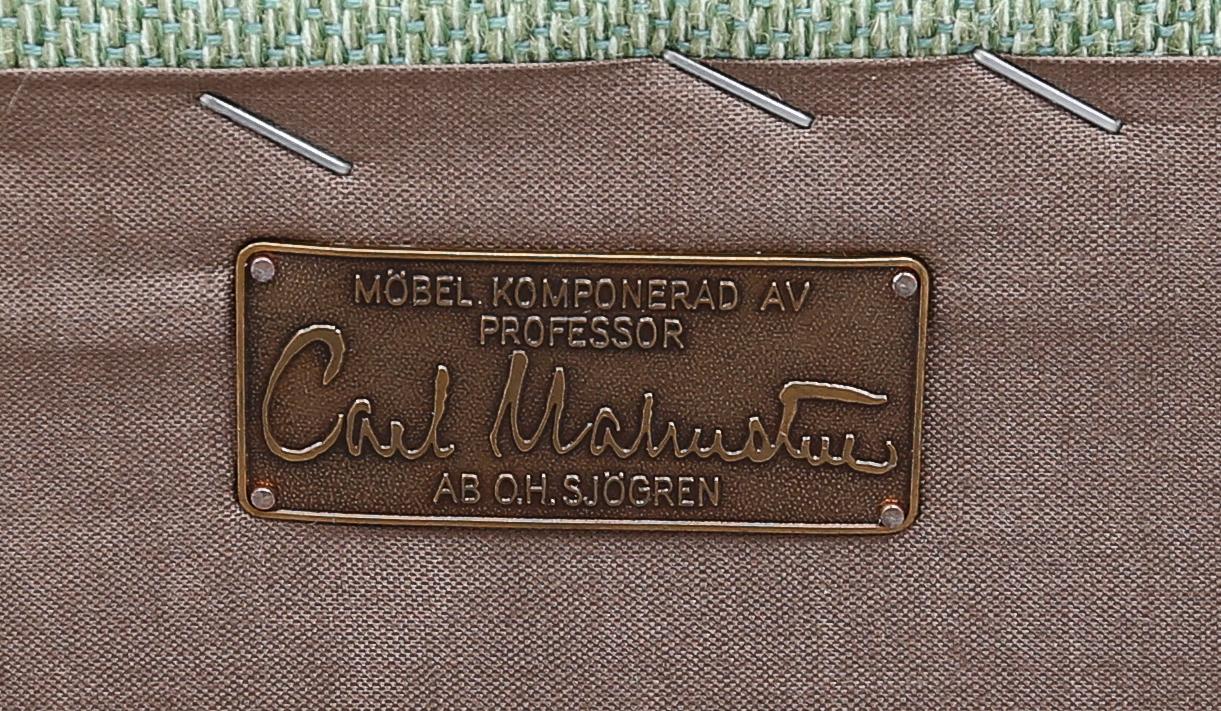 MÖBEL. KOMPONERAD AV
PROFESSOR
Carl Malmsten
AB O.H. SJÖGREN